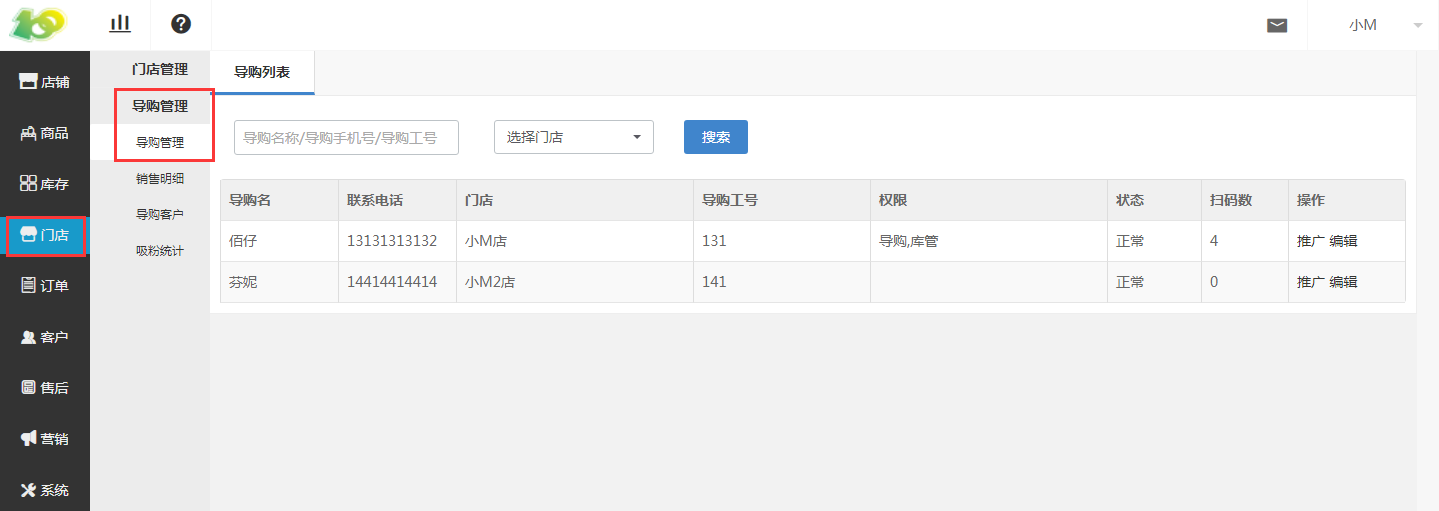 小M
店铺
商品
库存
门店
订单
客户
售后
营销
系统
门店管理
导购管理
导购管理
销售明细
导购客户
吸粉统计
导购列表
导购名称/导购手机号/导购工号 选择门店 搜索
导购名 联系电话 门店 导购工号 权限 状态 扫码数 操作
佰仔 13131313132 小M店 131 导购,库管 正常 4 推广 编辑
芬妮 14414414414 小M2店 141 正常 0 推广 编辑